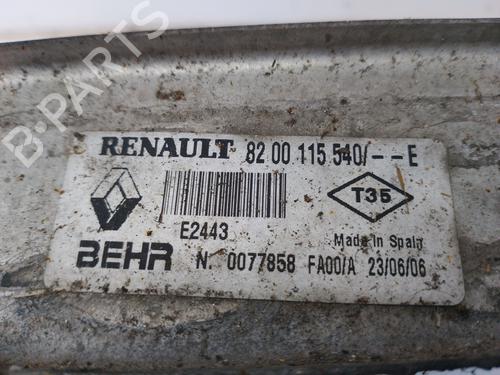 B-PARTS
RENAULT 82 00 115 540/--E
T35
E2443
Made in Spain
BEHR N. 0077858 FA00/A 23/06/06